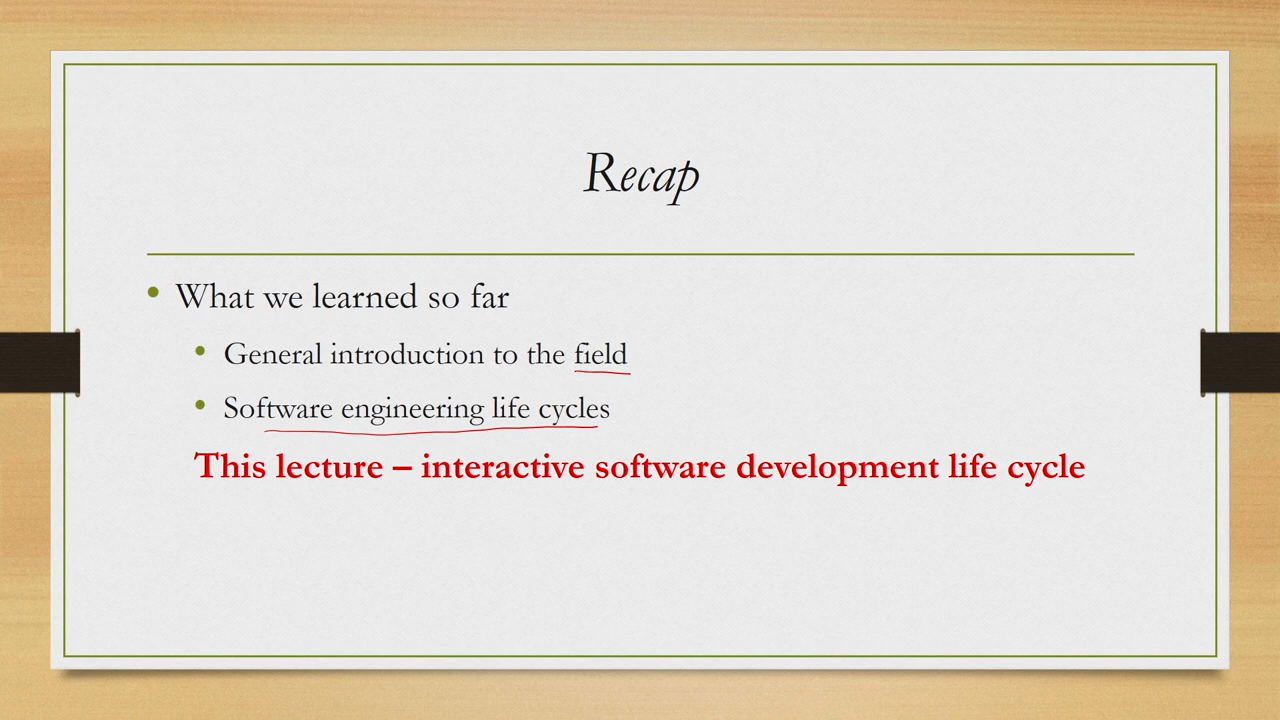 Recap
What we learned so far
General introduction to the field
Software engineering life cycles
This lecture – interactive software development life cycle